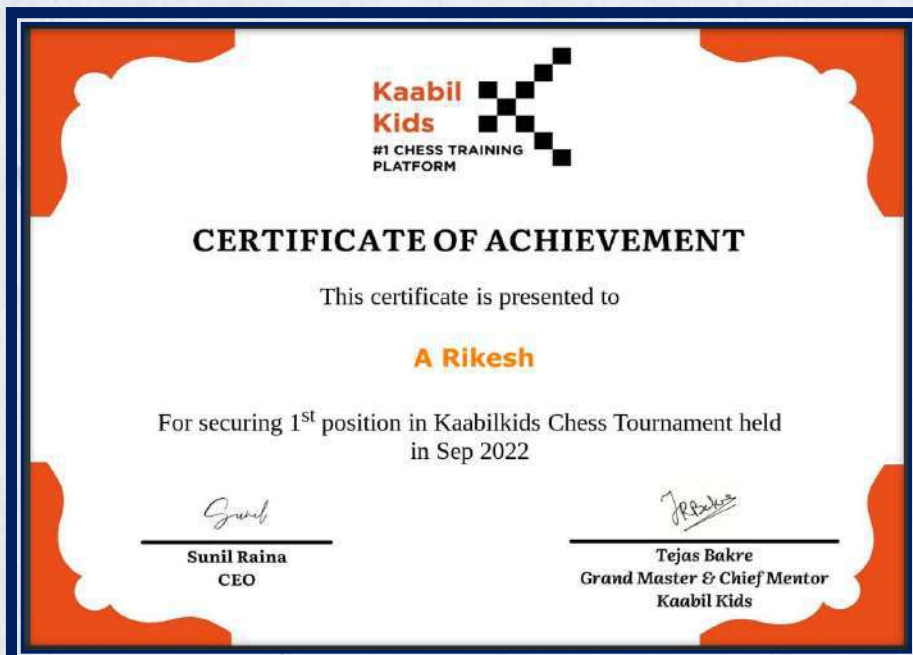 Kaabil
Kids
#1 CHESS TRAINING
PLATFORM
CERTIFICATE OF ACHIEVEMENT
This certificate is presented to
A Rikesh
For securing 1st position in Kaabilkids Chess Tournament held
in Sep 2022
Sunil
JRBakre
Sunil Raina
CEO
Tejas Bakre
Grand Master & Chief Mentor
Kaabil Kids